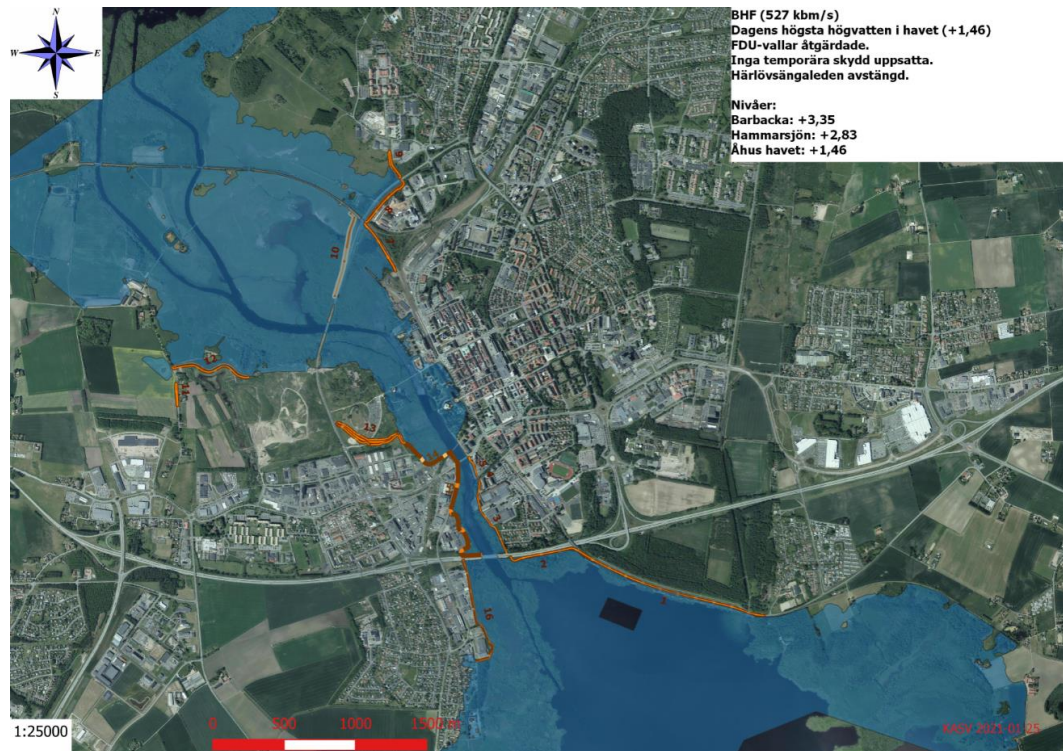 N
W
E
S
BHF (527 kbm/s)
Dagens högsta högvatten i havet (+1,46)
FDU-vallar åtgärdade.
Inga temporära skydd uppsatta.
Härlövsängaleden avstängd.
Nivåer:
Barbacka: +3,35
Hammarsjön: +2,83
Åhus havet: +1,46
10
13
2
2
16
1:25000
0 500 1000 1500 m
KASV 2021-01-25